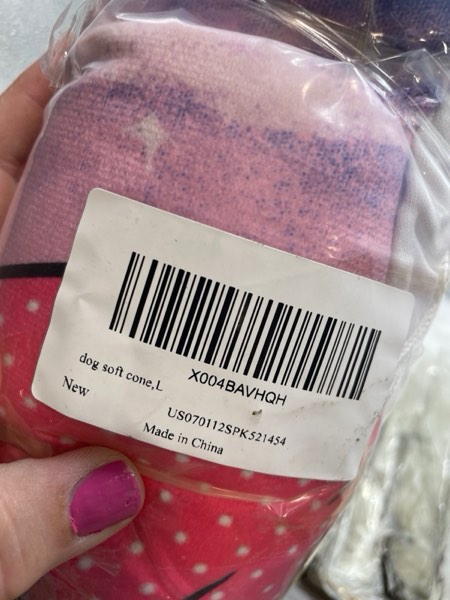 X004BAVHQH
dog soft cone,L
New
US070112SPK521454
Made in China